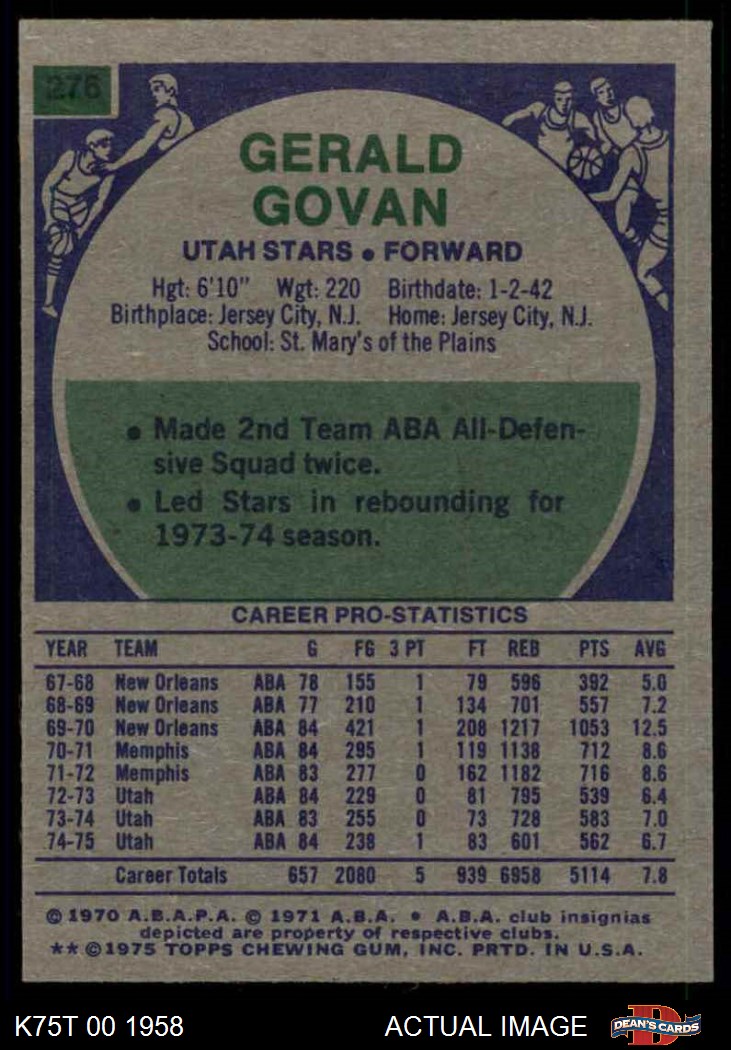 276
GERALD
GOVAN
UTAH STARS • FORWARD
Hgt: 6'10" Wgt: 220 Birthdate: 1-2-42
Birthplace: Jersey City, N.J. Home: Jersey City, N.J.
School: St. Mary's of the Plains
• Made 2nd Team ABA All-Defen-
sive Squad twice.
• Led Stars in rebounding for
1973-74 season.
CAREER PRO-STATISTICS
YEAR TEAM G FG 3 PT FT REB PTS AVG
67-68 New Orleans ABA 78 155 1 79 596 392 5.0
68-69 New Orleans ABA 77 210 1 134 701 557 7.2
69-70 New Orleans ABA 84 421 1 208 1217 1053 12.5
70-71 Memphis ABA 84 295 1 119 1138 712 8.6
71-72 Memphis ABA 83 277 0 162 1182 716 8.6
72-73 Utah ABA 84 229 0 81 795 539 6.4
73-74 Utah ABA 83 255 0 73 728 583 7.0
74-75 Utah ABA 84 238 1 83 601 562 6.7
Career Totals 657 2080 5 939 6958 5114 7.8
© 1970 A.B.A.P.A. © 1971 A.B.A. • A.B.A. club insignias
depicted are property of respective clubs.
** ©1975 TOPPS CHEWING GUM, INC. PRTD. IN U.S.A.
K75T 00 1958 ACTUAL IMAGE D DEAN'S CARDS